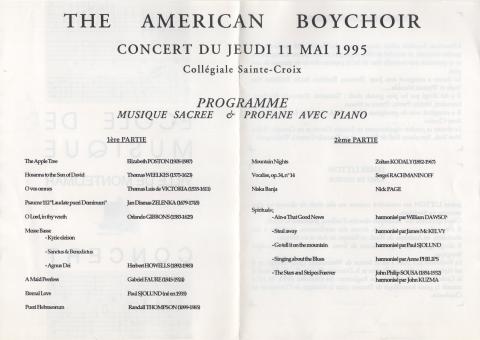 THE AMERICAN BOYCHOIR
CONCERT DU JEUDI 11 MAI 1995
Collégiale Sainte-Croix
PROGRAMME
MUSIQUE SACREE & PROFANE AVEC PIANO
1ère PARTIE
The Apple Tree Elizabeth POSTON (1905-1987)
Hosanna to the Son of David Thomas WEELKES (1575-1623)
O vos omnes Thomas Luis de VICTORIA (1535-1611)
Psaume 112 "Laudate pueri Dominum" Jan Dismas ZELENKA (1679-1745)
O Lord, in thy wrath Orlando GIBBONS (1583-1625)
Messe Basse
- Kyrie eleison
- Sanctus & Benedictus
- Agnus Dei Herbert HOWELLS (1892-1983)
A Maid Peerless Gabriel FAURE (1845-1924)
Eternal Love Paul SJOLUND (né en 1935)
Pueri Hebraeorum Randall THOMPSON (1899-1985)
2ème PARTIE
Mountain Nights Zoltan KODALY (1882-1967)
Vocalise, op. 34, n° 14 Sergeï RACHMANINOFF
Niska Banja Nick PAGE
Spirituals;
- Ain-a That Good News harmonisé par William DAWSON
- Steal away harmonisé par James Mc KELVY
- Go tell it on the mountain harmonisé par Paul SJOLUND
- Singing about the Blues harmonisé par Anne PHILIPS
- The Stars and Stripes Forever John Philip SOUSA (1854-1932)
harmonisé par John KUZMA